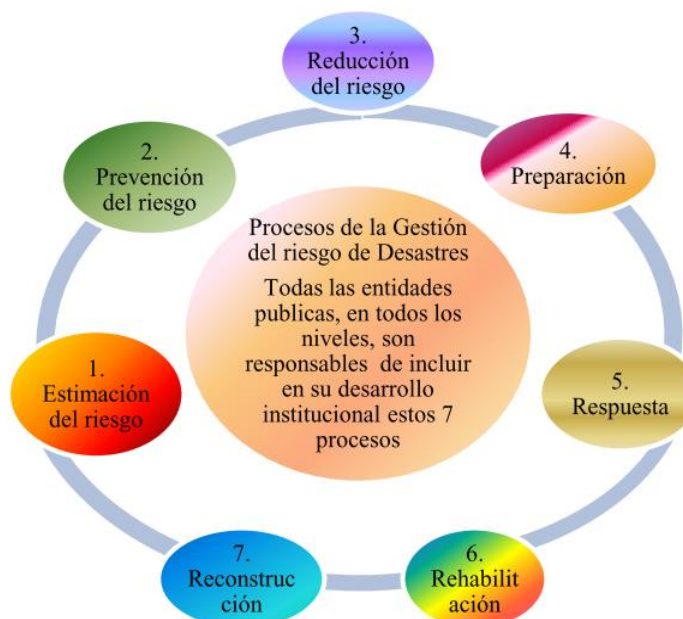 3.
Reducción
del riesgo
2.
Prevención
del riesgo
4.
Preparación
Procesos de la Gestión
del riesgo de Desastres
Todas las entidades
publicas, en todos los
niveles, son
responsables de incluir
en su desarrollo
institucional estos 7
procesos
1.
Estimación
del riesgo
5.
Respuesta
7.
Reconstruc
ción
6.
Rehabilit
ación